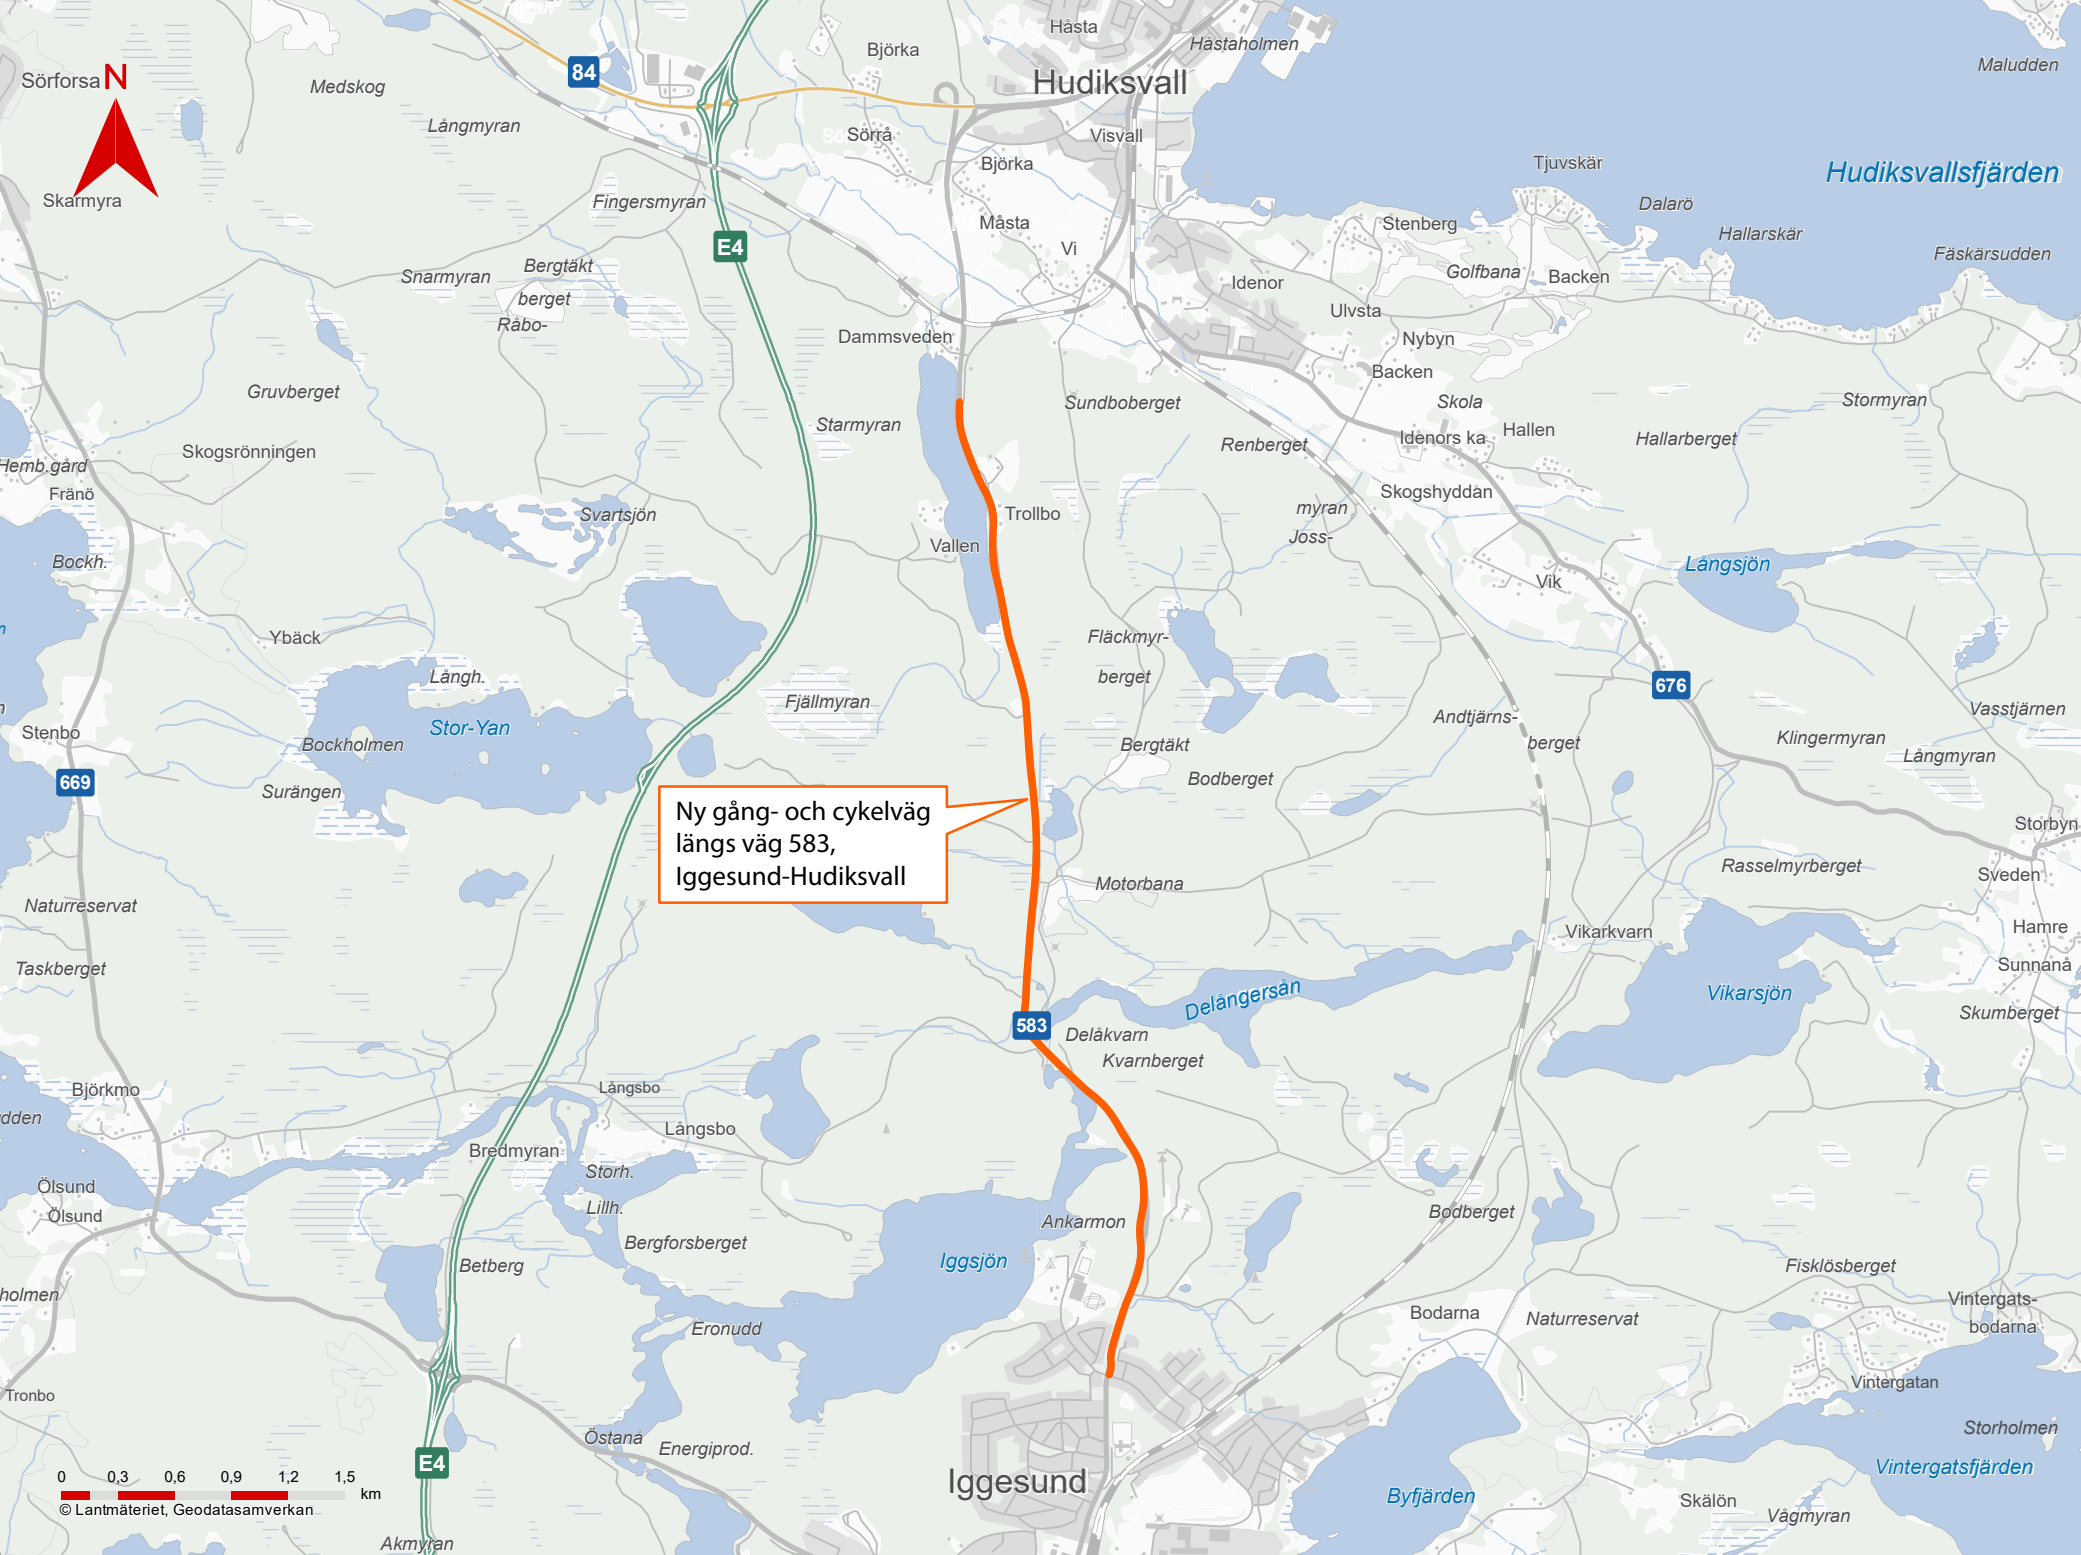 Håsta
Håstaholmen
Björka
Maludden
84
Sörforsa
N
Medskog
Hudiksvall
Långmyran
Sörrå
Visvall
Björka
Tjuvskär
Hudiksvallsfjärden
Skarmyra
Fingersmyran
Dalarö
Måsta
Stenberg
Hallarskär
E4
Vi
Fäskärsudden
Bergtäkt
Snarmyran
Golfbana
Backen
Idenor
berget
Ulvsta
Råbo-
Dammsveden
Nybyn
Backen
Gruvberget
Sundboberget
Skola
Stormyran
Starmyran
Hallen
Idenors ka
Hallarberget
Renberget
Skogsrönningen
Hemb.gård
Fränö
Skogshyddan
myran
Svartsjön
Trollbo
Joss-
Vallen
Bockh.
Långsjön
Vik
Ybäck
Fläckmyr-
berget
Långh.
676
Fjällmyran
Vasstjärnen
Andtjärns-
Stor-Yan
Stenbo
Bockholmen
Bergtäkt
berget
Klingermyran
Långmyran
669
Bodberget
Surängen
Ny gång- och cykelväg
längs väg 583,
Iggesund-Hudiksvall
Storbyn
Rasselmyrberget
Sveden
Motorbana
Naturreservat
Hamre
Vikarkvarn
Taskberget
Sunnanå
Delångersån
Vikarsjön
Skumberget
583
Delåkvarn
Kvarnberget
Björkmo
Långsbo
dden
Långsbo
Bredmyran
Storh.
Ölsund
Lillh.
Ölsund
Ankarmon
Bodberget
Bergforsberget
Iggsjön
Betberg
Fisklösberget
holmen
Vintergats-
bodarna
Bodarna
Naturreservat
Eronudd
Tronbo
Vintergatan
Storholmen
Östanå
Energiprod.
E4
Vintergatsfjärden
Iggesund
0 0,3 0,6 0,9 1,2 1,5
km
Byfjärden
Skälön
© Lantmäteriet, Geodatasamverkan
Vågmyran
Akmyran